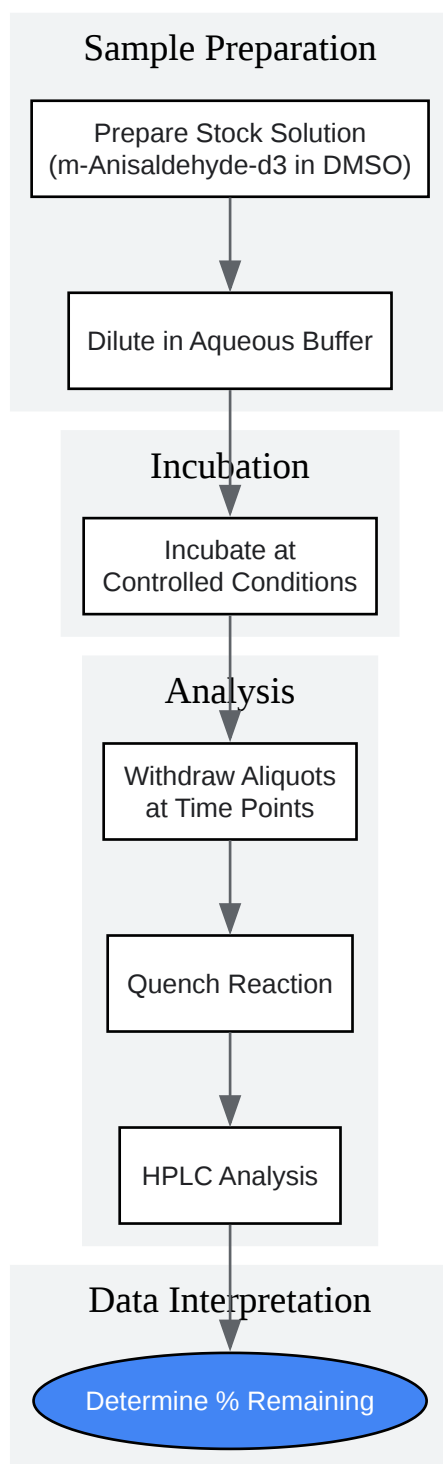 Sample Preparation
Prepare Stock Solution
(m-Anisaldehyde-d3 in DMSO)
Dilute in Aqueous Buffer
Incubation
Incubate at
Controlled Conditions
Analysis
Withdraw Aliquots
at Time Points
Quench Reaction
HPLC Analysis
Data Interpretation
Determine % Remaining